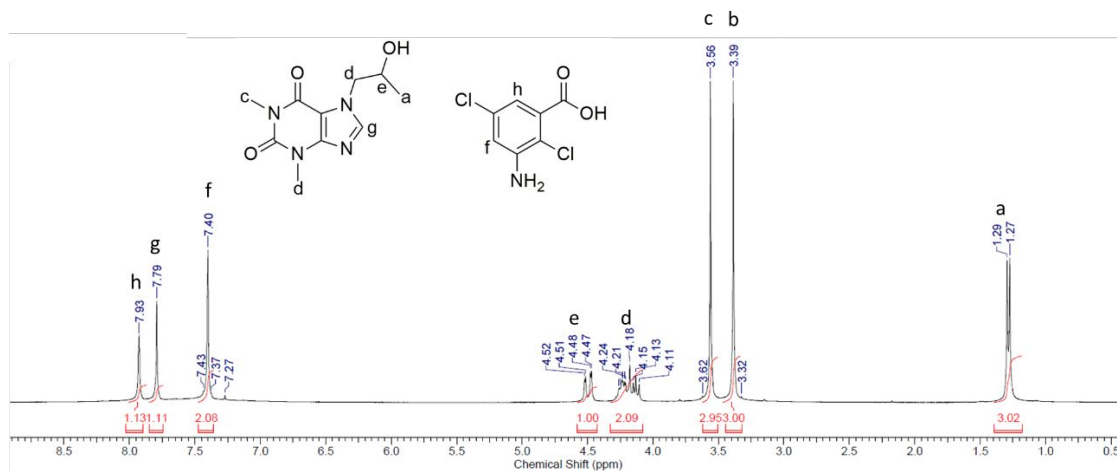 c b
OH
d
e
a
O
c
N
N
g
O
N
N
d
O
h
Cl
OH
f
Cl
NH2
3.56
3.39
f
7.40
g
7.79
h
7.93
7.43
7.37
7.27
e
4.52
4.51
4.48
4.47
d
4.24
4.21
4.18
4.15
4.13
4.11
3.62
3.32
a
1.29
1.27
1.13 1.11 2.08 1.00 2.09 2.95 3.00 3.02
8.5 8.0 7.5 7.0 6.5 6.0 5.5 5.0 4.5 4.0 3.5 3.0 2.5 2.0 1.5 1.0 0.5
Chemical Shift (ppm)